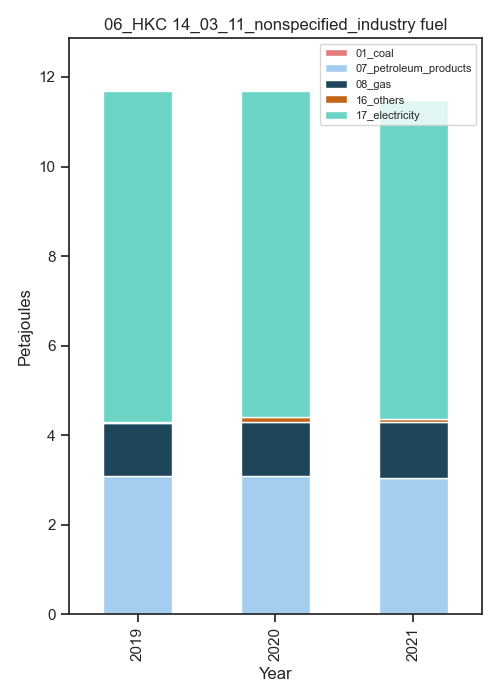 06_HKC 14_03_11_nonspecified_industry fuel
01_coal
07_petroleum_products
08_gas
16_others
17_electricity
Petajoules
12
10
8
6
4
2
0
2019
2020
2021
Year